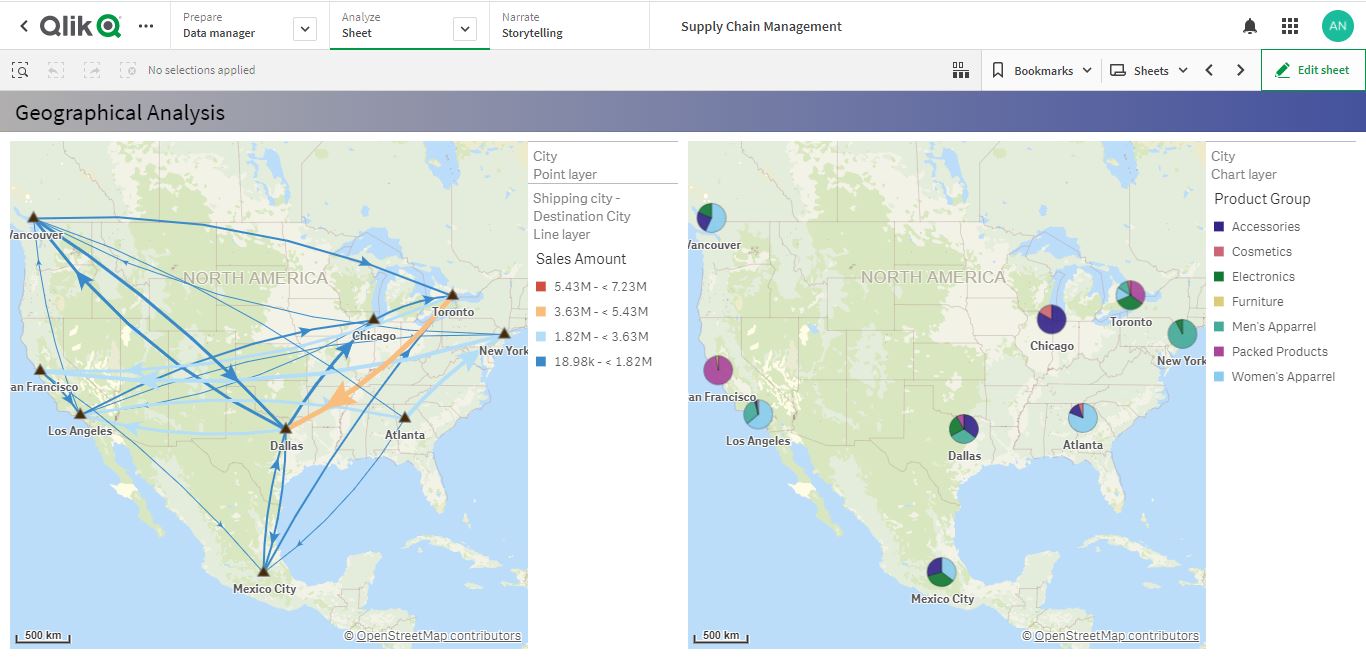 Qlik
Prepare
Data manager
Analyze
Sheet
Narrate
Storytelling
Supply Chain Management
AN
No selections applied
Bookmarks
Sheets
Edit sheet
Geographical Analysis
Vancouver
NORTH AMERICA
Toronto
Chicago
New York
an Francisco
Los Angeles
Dallas
Atlanta
Mexico City
500 km
© OpenStreetMap contributors
City
Point layer
Shipping city -
Destination City
Line layer
Sales Amount
5.43M - < 7.23M
3.63M - < 5.43M
1.82M - < 3.63M
18.98k - < 1.82M
Vancouver
NORTH AMERICA
Toronto
Chicago
New York
an Francisco
Los Angeles
Dallas
Atlanta
Mexico City
500 km
© OpenStreetMap contributors
City
Chart layer
Product Group
Accessories
Cosmetics
Electronics
Furniture
Men's Apparrel
Packed Products
Women's Apparrel